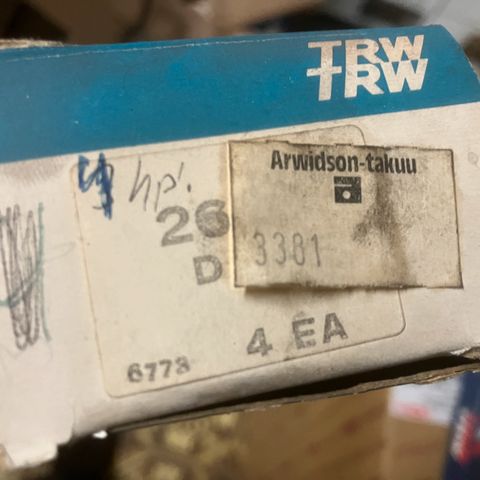 TRW
TRW
Arwidson-takuu
hp.
26
D
3381
4 EA
6773